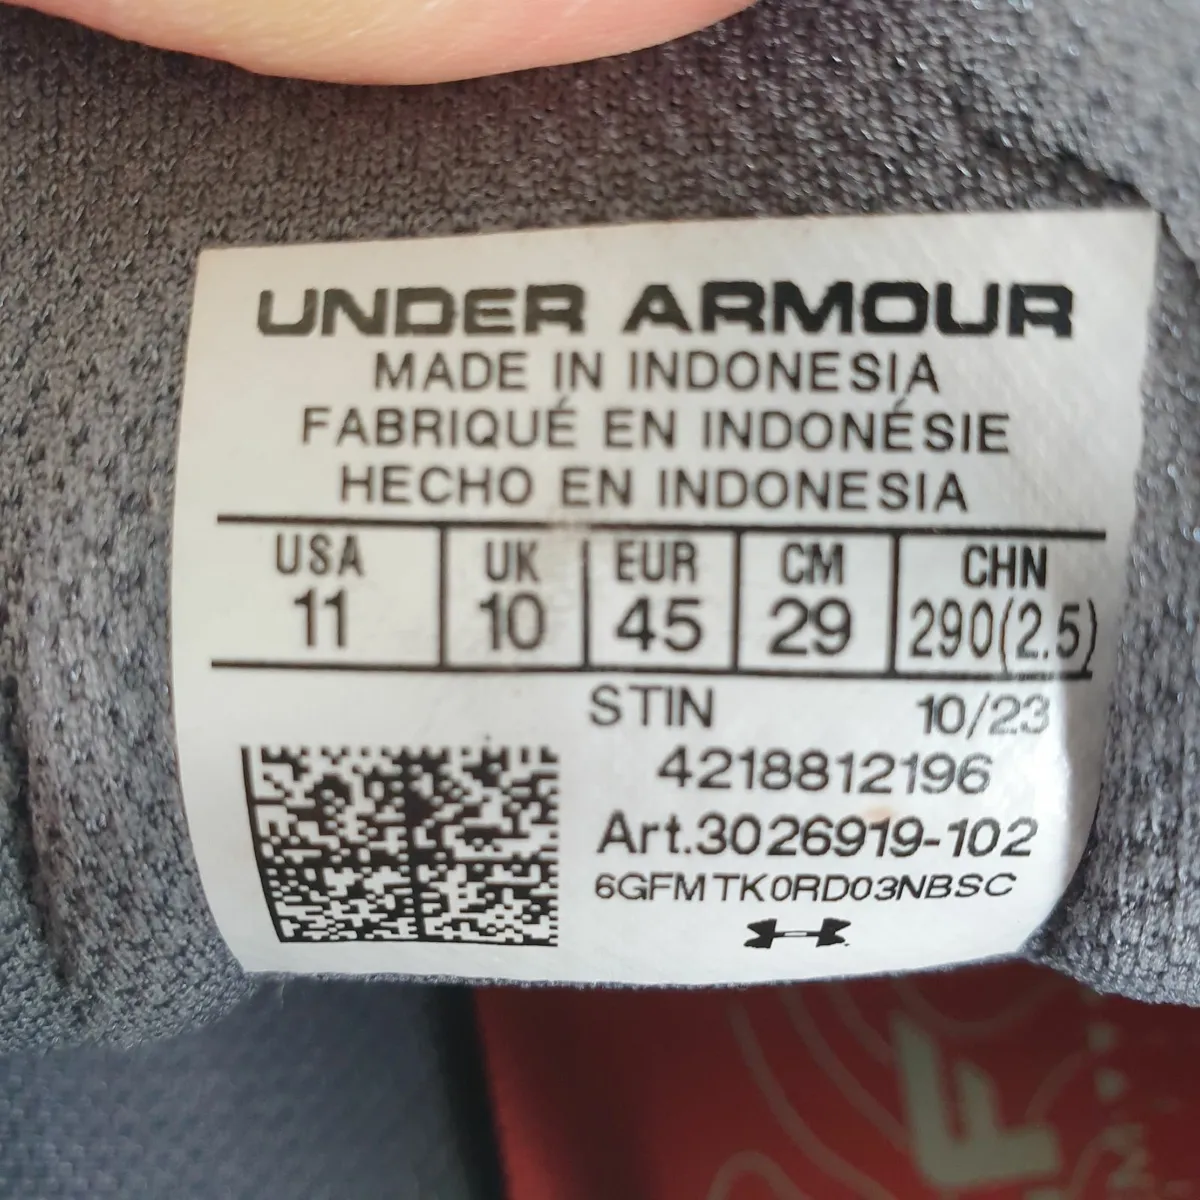 UNDER ARMOUR
MADE IN INDONESIA
FABRIQUÉ EN INDONÉSIE
HECHO EN INDONESIA
USA UK EUR CM CHN
11 10 45 29 290(2.5)
STIN 10/23
4218812196
Art.3026919-102
6GFMTK0RD03NBSC